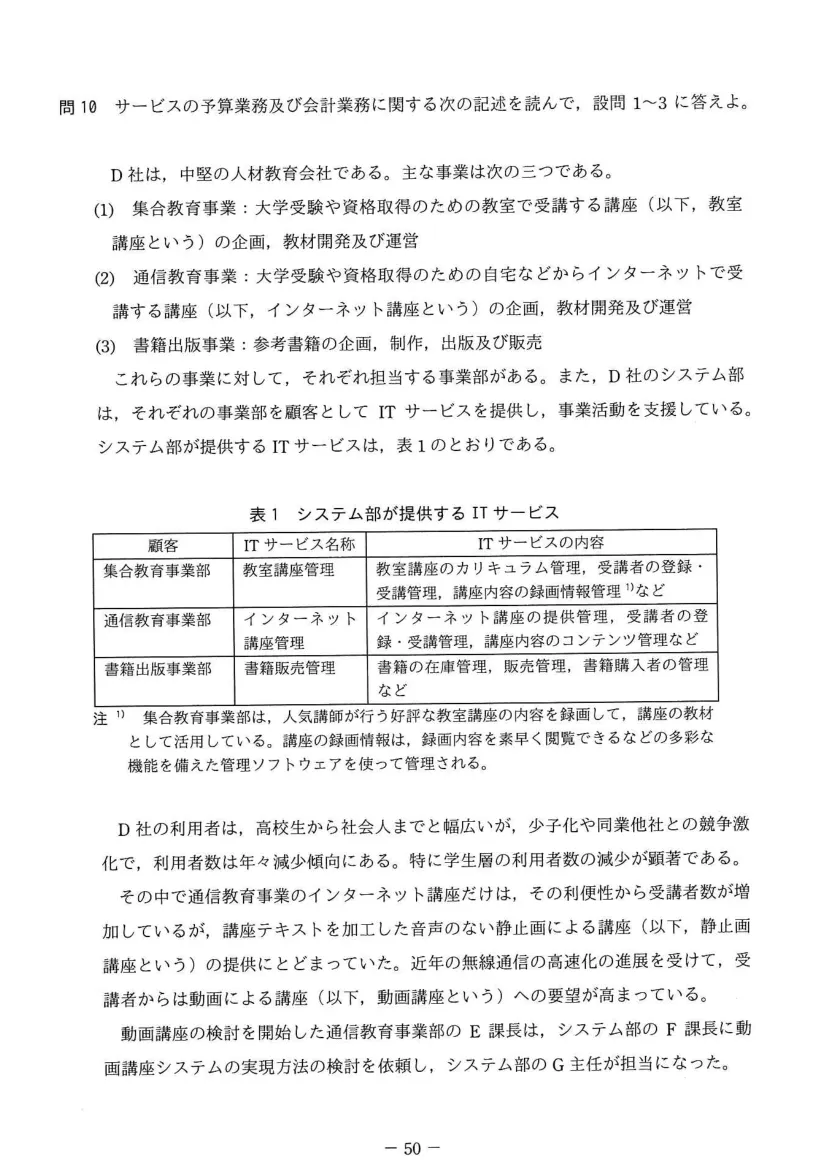 問10 サービスの予算業務及び会計業務に関する次の記述を読んで，設問 1～3 に答えよ。
D 社は，中堅の人材教育会社である。主な事業は次の三つである。
(1) 集合教育事業：大学受験や資格取得のための教室で受講する講座（以下，教室
講座という）の企画，教材開発及び運営
(2) 通信教育事業：大学受験や資格取得のための自宅などからインターネットで受
講する講座（以下，インターネット講座という）の企画，教材開発及び運営
(3) 書籍出版事業：参考書籍の企画，制作，出版及び販売
これらの事業に対して，それぞれ担当する事業部がある。また，D 社のシステム部
は，それぞれの事業部を顧客として IT サービスを提供し，事業活動を支援している。
システム部が提供する IT サービスは，表 1 のとおりである。
表 1 システム部が提供する IT サービス
顧客 IT サービス名称 IT サービスの内容
集合教育事業部 教室講座管理 教室講座のカリキュラム管理，受講者の登録・
受講管理，講座内容の録画情報管理 1)など
通信教育事業部 インターネット インターネット講座の提供管理，受講者の登
講座管理 録・受講管理，講座内容のコンテンツ管理など
書籍出版事業部 書籍販売管理 書籍の在庫管理，販売管理，書籍購入者の管理
など
注 1) 集合教育事業部は，人気講師が行う好評な教室講座の内容を録画して，講座の教材
として活用している。講座の録画情報は，録画内容を素早く閲覧できるなどの多彩な
機能を備えた管理ソフトウェアを使って管理される。
D 社の利用者は，高校生から社会人までと幅広いが，少子化や同業他社との競争激
化で，利用者数は年々減少傾向にある。特に学生層の利用者数の減少が顕著である。
その中で通信教育事業のインターネット講座だけは，その利便性から受講者数が増
加しているが，講座テキストを加工した音声のない静止画による講座（以下，静止画
講座という）の提供にとどまっていた。近年の無線通信の高速化の進展を受けて，受
講者からは動画による講座（以下，動画講座という）への要望が高まっている。
動画講座の検討を開始した通信教育事業部の E 課長は，システム部の F 課長に動
画講座システムの実現方法の検討を依頼し，システム部の G 主任が担当になった。
－ 50 －